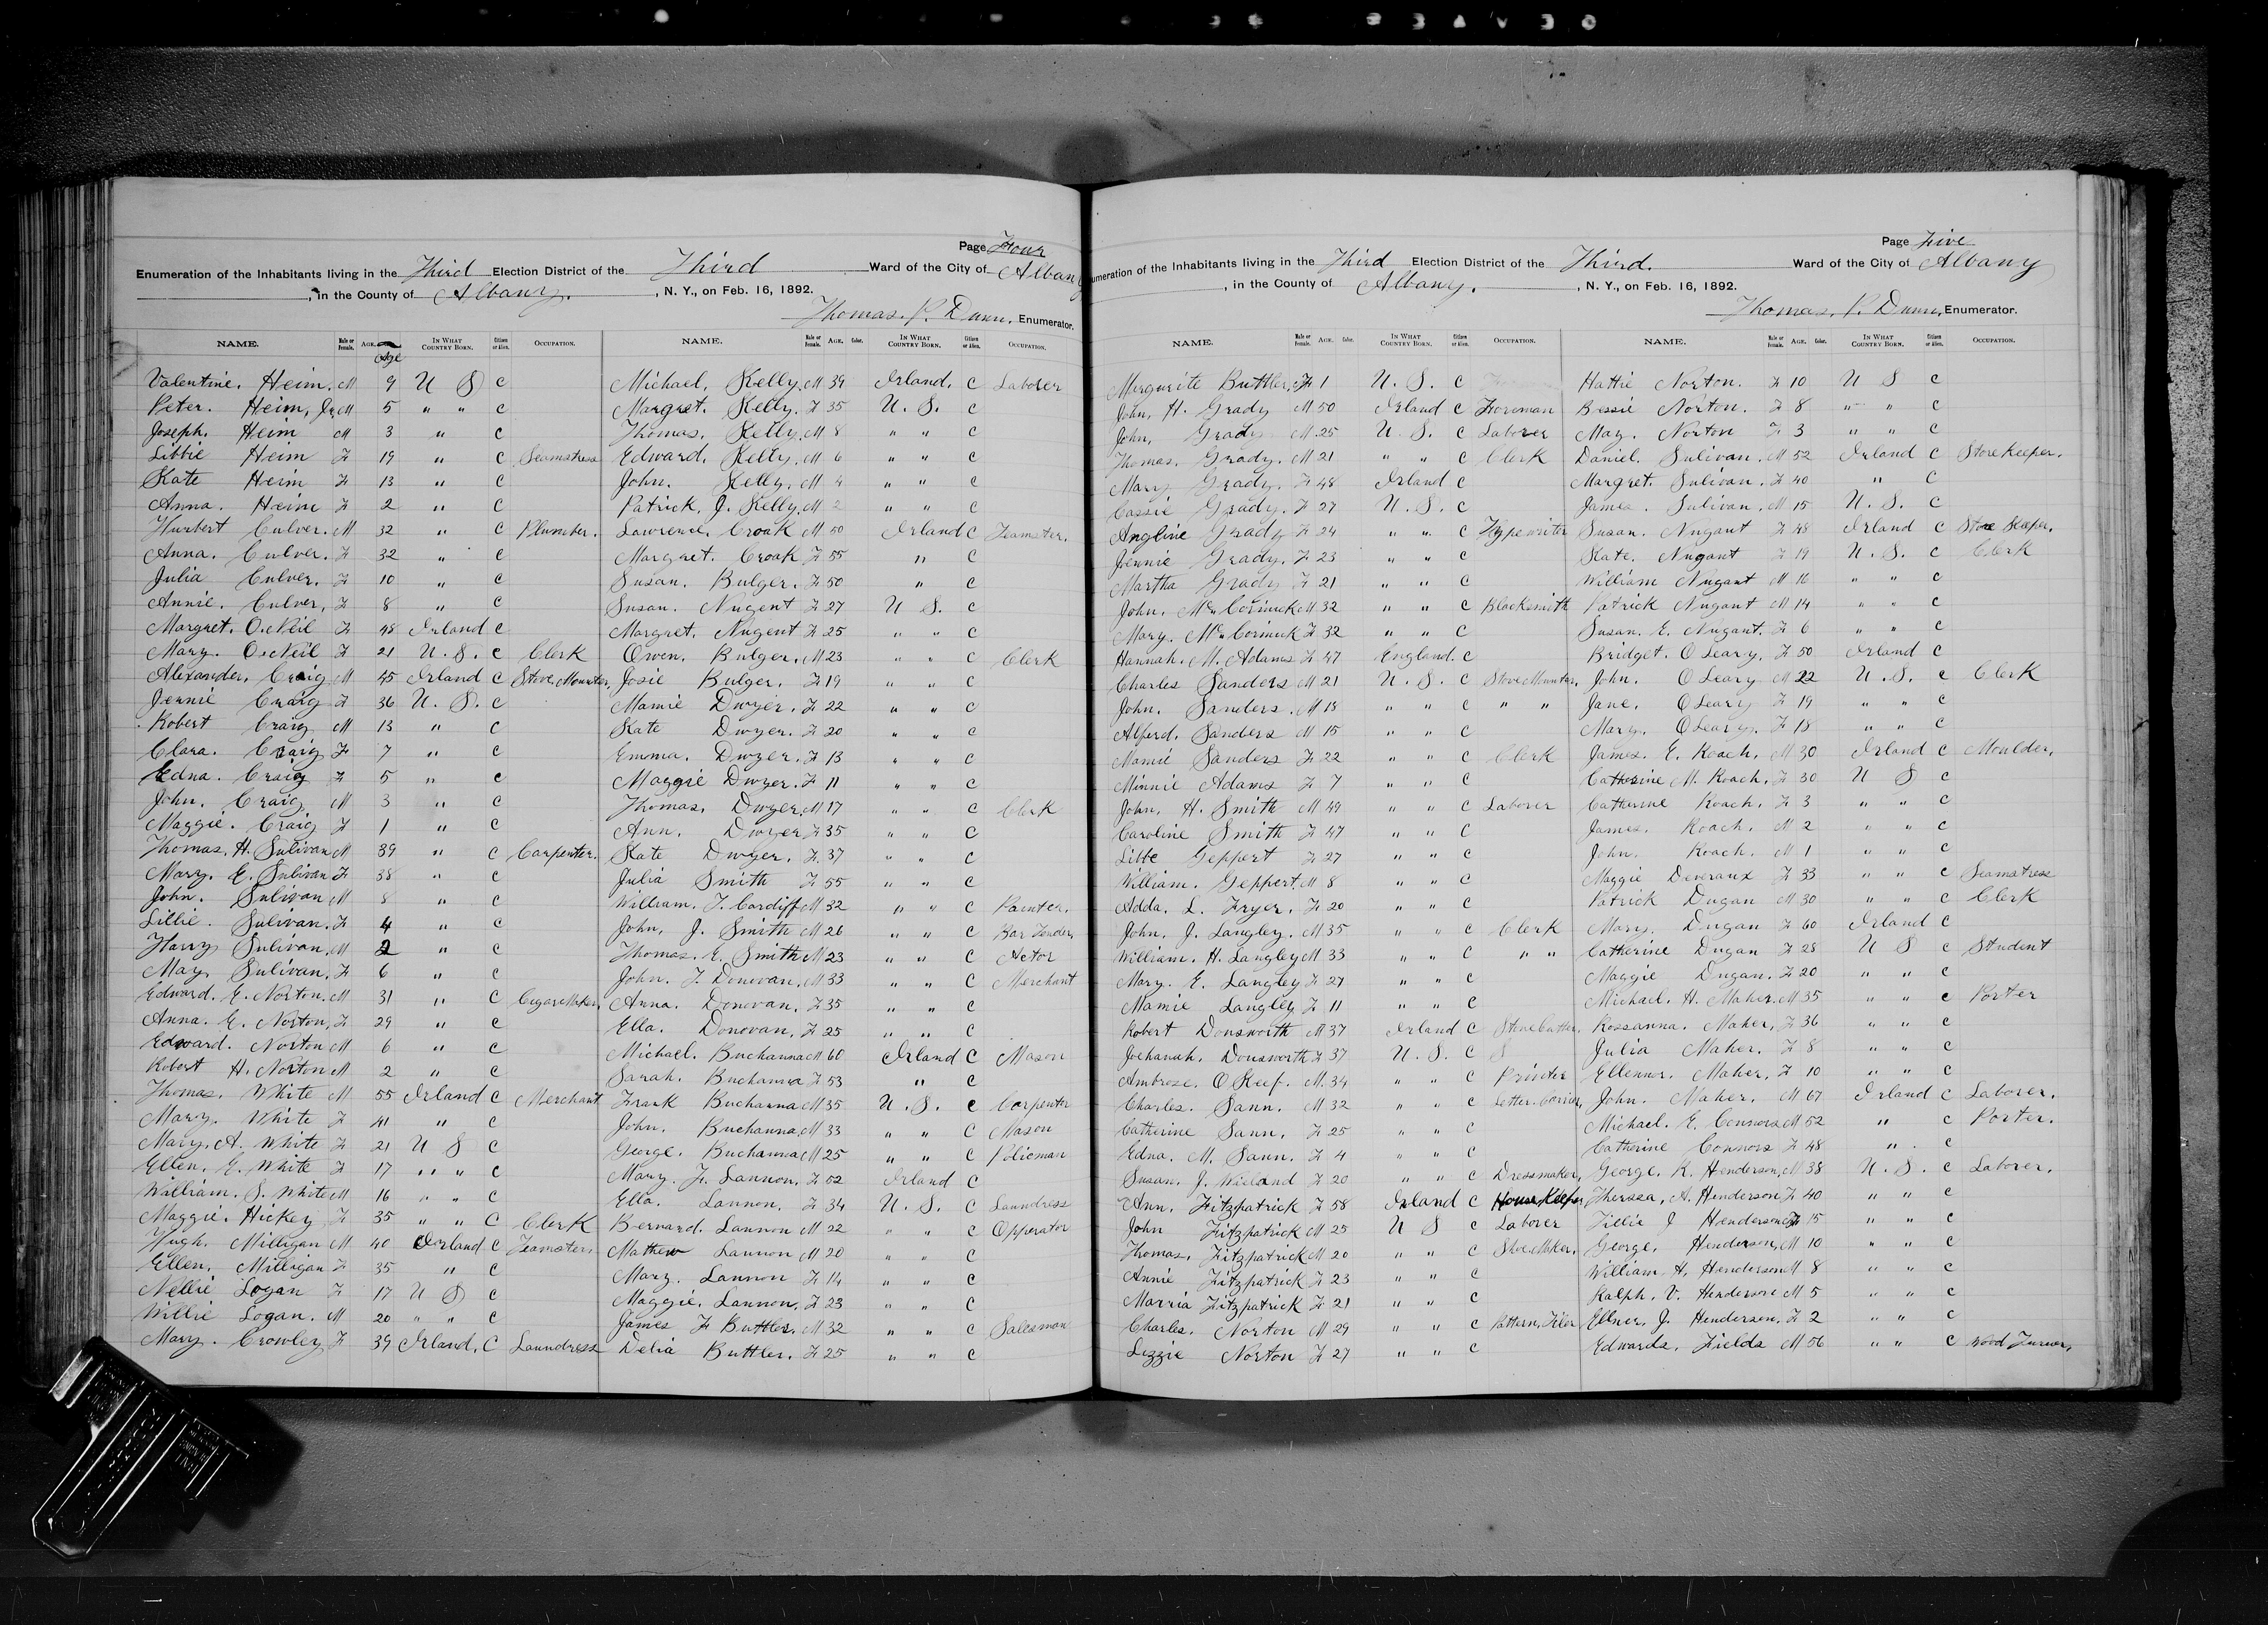 Page Four
Enumeration of the Inhabitants living in the Third Election District of the Third Ward of the City of Albany
, in the County of Albany. , N. Y., on Feb. 16, 1892.
Thomas. P. Dunn, Enumerator.
NAME. Male or Female. AGE. Age IN WHAT COUNTRY BORN. Citizen or Alien. OCCUPATION.
Valentine. Heim. M 9 U S C
Peter. Heim, Jr. M 5 " " C
Joseph. Heim M 3 " C
Libbie Heim F 19 " C Seamstress
Kate Heim F 13 " C
Anna. Heim F 2 " C
Hurbert Culver. M 32 " C Plumber.
Anna. Culver. F 32 " C
Julia Culver. F 10 " C
Annie. Culver, F 8 " C
Margret. O.Neil F 48 Irland C
Mary. O.Neil F 21 U. S. C Clerk
Alexander. Craig M 45 Irland C Stove Mounter,
Jennie Craig F 36 U. S. C
Robert Craig M 13 " C
Clara. Craig F 7 " C
Edna. Craig F 5 " C
John. Craig M 3 " C
Maggie. Craig F 1 " C
Thomas. H. Sulivan M 39 " C Carpenter.
Mary. E. Sulivan F 38 " C
John. Sulivan M 8 " C
Lillie. Sulivan. F 4 " C
Harry Sulivan, M 2 " C
May Sulivan, F 6 " C
Edward. E. Norton, M 31 " C Cigar Maker,
Anna. E. Norton, F 29 " C
Edward. Norton M 6 " C
Robert H. Norton M 2 " C
Thomas. White M 55 Irland C Merchant
Mary. White F 41 " C
Mary. A. White F 21 U S C
Ellen. E. White F 17 " " C
William. S. White M 16 " " C
Maggie. Hickey F 35 " " C Clerk
Hugh. Milligan M 40 Irland C Teamster.
Ellen. Milligan F 35 " C
Nellie Logan F 17 U S C
Willie Logan. M 20 " " C
Mary. Crowley F 39 Irland. C Laundress
NAME. Male or Female. AGE. Color. IN WHAT COUNTRY BORN. Citizen or Alien. OCCUPATION.
Michael. Kelly. M 39 Irland. C Laborer
Margret. Kelly. F 35 U. S. C
Thomas. Kelly. M 8 " " C
Edward. Kelly. M 6 " " C
John. Kelly. M 4 " " C
Patrick. J. Kelly. M 2 " " C
Lawrence. Croak M 50 Irland C Teamster.
Margret. Croak F 55 " C
Susan. Bulger. F 50 " C
Susan. Nugent F 27 U S. C
Margret. Nugent F 25 " " C
Owen. Bulger. M 23 " " C Clerk
Josie Bulger. F 19 " " C
Mamie Dwyer. F 22 " " C
Kate Dwyer. F 20 " " C
Emma. Dwyer. F 13 " " C
Maggie Dwyer. F 11 " " C
Thomas. Dwyer. M 17 " " C Clerk
Ann. Dwyer F 35 " " C
Kate Dwyer. F 37 " " C
Julia Smith F 55 " " C
William. T. Cardiff M 32 " " C Painter.
John. J. Smith M 26 " " C Bar Tender,
Thomas. E. Smith M 23 " " C Actor
John. T. Donovan, M 33 " " C Merchant
Anna. Donovan, F 35 " " C
Ella. Donovan, F 25 " " C
Michael. Buchanna M 60 Irland C Mason
Sarah. Buchanna F 53 " C
Frank Buchanna M 35 U. S. C Carpenter
John. Buchanna, M 33 " " C Mason
George. Buchanna M 25 " " C Policman
Mary. F. Lannon. F 52 Irland C
Ella. Lannon. F 34 U. S. C Laundress
Bernard. Lannon M 22 " " C Opperator
Mathew Lannon M 20 " " C
Mary. Lannon F 14 " " C
Maggie. Lannon, F 23 " " C
James F Buttler. M 32 " " C Salesman
Delia Buttler. F 25 " " C
Page Five
umeration of the Inhabitants living in the Third Election District of the Third. Ward of the City of Albany
, in the County of Albany. , N. Y., on Feb. 16, 1892.
Thomas. P. Dunn, Enumerator.
NAME. Male or Female. AGE. Color. IN WHAT COUNTRY BORN. Citizen or Alien. OCCUPATION.
Margurite Buttler, F 1 U. S. C
John, H. Grady M 50 Irland C Foreman
John, Grady M 25 U. S. C Laborer
Thomas. Grady. M 21 " " C Clerk
Mary Grady. F 48 Irland C
Cassie Grady. F 27 U. S. C
Angline Grady F 24 " " C Hypewriter
Jennie Grady. F 23 " " C
Martha Grady F 21 " " C
John. Mc Cormick M 32 " " C Blacksmith
Mary. Mc Cormick F 32 " " C
Hannah. M. Adams F 47 England. C
Charles Sanders M 21 U. S. C Stove Mounter.
John. Sanders. M 18 " " C " "
Alferd. Sanders M 15 " " C
Mamie Sanders F 22 " " C Clerk
Minnie Adams F 7 " " C
John, H. Smith M 49 " " C Laborer
Caroline Smith F 47 " " C
Libbe Geppert F 27 " " C
William. Geppert. M 8 " " C
Adda. L. Fryer. F 20 " " C
John. J. Langley. M 35 " " C Clerk
William. H. Langley M 33 " " C " "
Mary. E. Langley F 27 " " C
Mamie Langley F 11 " " C
Robert Donsworth M 37 Irland C Stone Cutter,
Joehanah. Donsworth F 37 U. S. C S
Ambrose. O Keef. M. 34 " " C Printer
Charles. Sann. M 32 " " C Letter Carrier,
Catherine Sann. F 25 " " C
Edna. M. Sann. F 4 " " C
Susan. J. Wieland F 20 " " C Dressmaker,
Ann. Fitzpatrick F 58 Irland C House Keeper
John Fitzpatrick M 25 U S C Laborer
Thomas. Fitzpatrick M 20 " " C Shoe Maker,
Annie Fitzpatrick F 23 " " C
Marria Fitzpatrick F 21 " " C
Charles. Norton M 29 " " C Pattern Filer
Lizzie Norton F 27 " " C
NAME. Male or Female. AGE. Color. IN WHAT COUNTRY BORN. Citizen or Alien. OCCUPATION.
Hattie Norton. F 10 U S C
Bessie Norton. F 8 " " C
May. Norton F 3 " " C
Daniel. Sulivan. M 52 Irland C Store Keeper.
Margret. Sulivan. F 40 " C
James. Sulivan. M 15 U. S. C
Susan. Nugant F 48 Irland C Store Keeper.
Kate. Nugant F 19 U. S. C Clerk
William Nugant M 16 " " C
Patrick Nugant M 14 " " C
Susan. E. Nugant. F 6 " " C
Bridget. O Leary. F 50 Irland C
John. O Leary M 22 U. S. C Clerk
Jane. O Leary F 19 " " C
Mary. O Leary. F 18 " " C
James. E. Roach. M 30 Irland C Moulder,
Catherine M. Roach. F 30 U S C
Catherine Roach. F 3 " " C
James. Roach. M 2 " " C
John. Roach. M 1 " " C
Maggie Deveraux F 33 " " C Seamstress
Patrick Dugan M 30 " " C Clerk
Mary. Dugan F 60 Irland C
Catherine Dugan F 28 U S C Student
Maggie Dugan. F 20 " " C
Michael. H. Maher. M 35 " " C Porter
Rossanna. Maher, F 36 " " C
Julia Maher. F 8 " " C
Ellennor. Maher, F 10 " " C
John. Maher. M 67 Irland C Laborer.
Michael. E. Connors M 52 " C Porter.
Catherine Connors F 48 " C
George. R. Henderson, M 38 U. S. C Laborer.
Thersea, A. Henderson F 40 " " C
Tillie J Henderson F 15 " " C
George. Henderson, M 10 " " C
William H. Henderson M 8 " " C
Ralph. V. Henderson M 5 " " C
Ellner. J. Henderson, F 2 " " C
Edwards. Fields M 56 " " C Wood Turner,